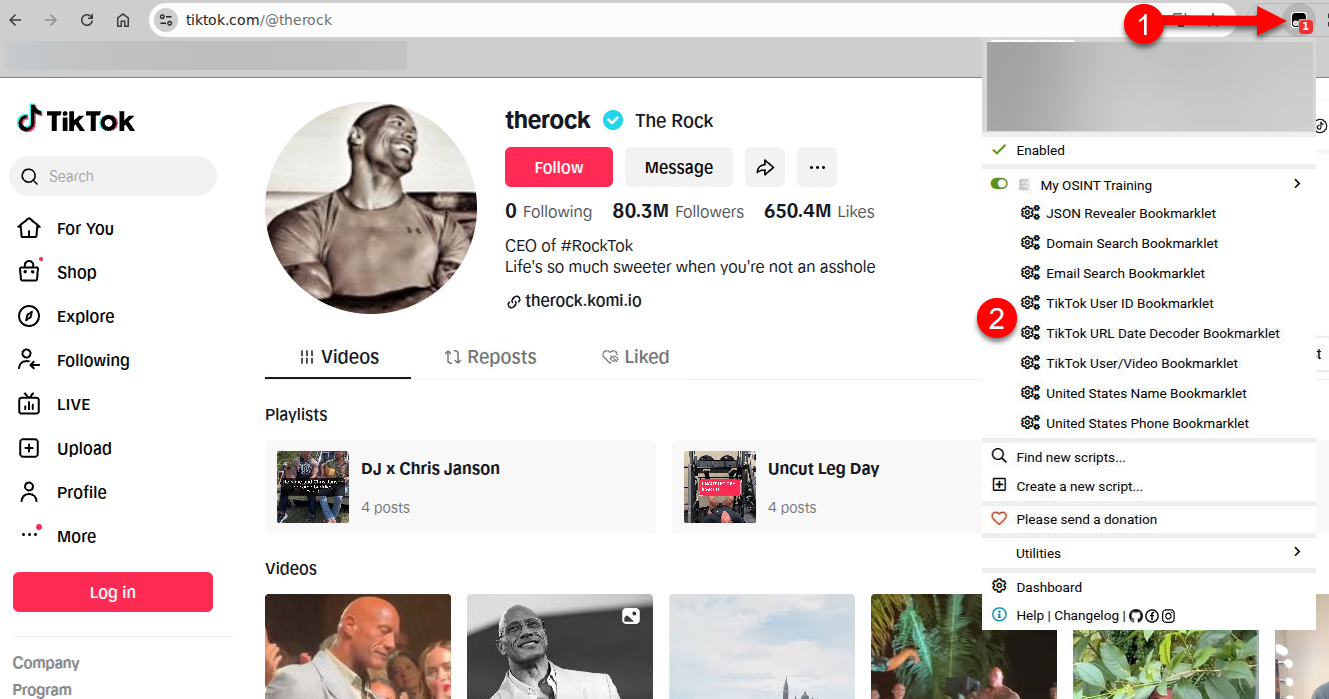 tiktok.com/@therock
1
1
TikTok
Search
For You
Shop
Explore
Following
LIVE
Upload
Profile
More
Log in
Company
Program
therock
The Rock
Follow
Message
0 Following 80.3M Followers 650.4M Likes
CEO of #RockTok
Life's so much sweeter when you're not an asshole
therock.komi.io
Videos
Reposts
Liked
Playlists
DJ x Chris Janson
4 posts
Uncut Leg Day
4 posts
Videos
Enabled
My OSINT Training
JSON Revealer Bookmarklet
Domain Search Bookmarklet
Email Search Bookmarklet
TikTok User ID Bookmarklet
2
TikTok URL Date Decoder Bookmarklet
TikTok User/Video Bookmarklet
United States Name Bookmarklet
United States Phone Bookmarklet
Find new scripts...
Create a new script...
Please send a donation
Utilities
Dashboard
Help | Changelog |
t